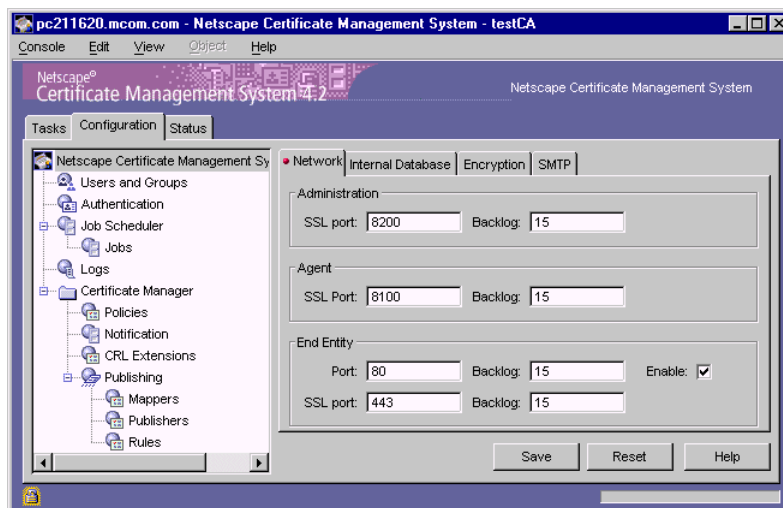 pc211620.mcom.com - Netscape Certificate Management System - testCA
Console Edit View Object Help
Netscape®
Certificate Management System 4.2
Netscape Certificate Management System
Tasks Configuration Status
Netscape Certificate Management Sy
Users and Groups
Authentication
Job Scheduler
Jobs
Logs
Certificate Manager
Policies
Notification
CRL Extensions
Publishing
Mappers
Publishers
Rules
Network Internal Database Encryption SMTP
Administration
SSL port: 8200 Backlog: 15
Agent
SSL Port: 8100 Backlog: 15
End Entity
Port: 80 Backlog: 15 Enable:
SSL port: 443 Backlog: 15
Save Reset Help